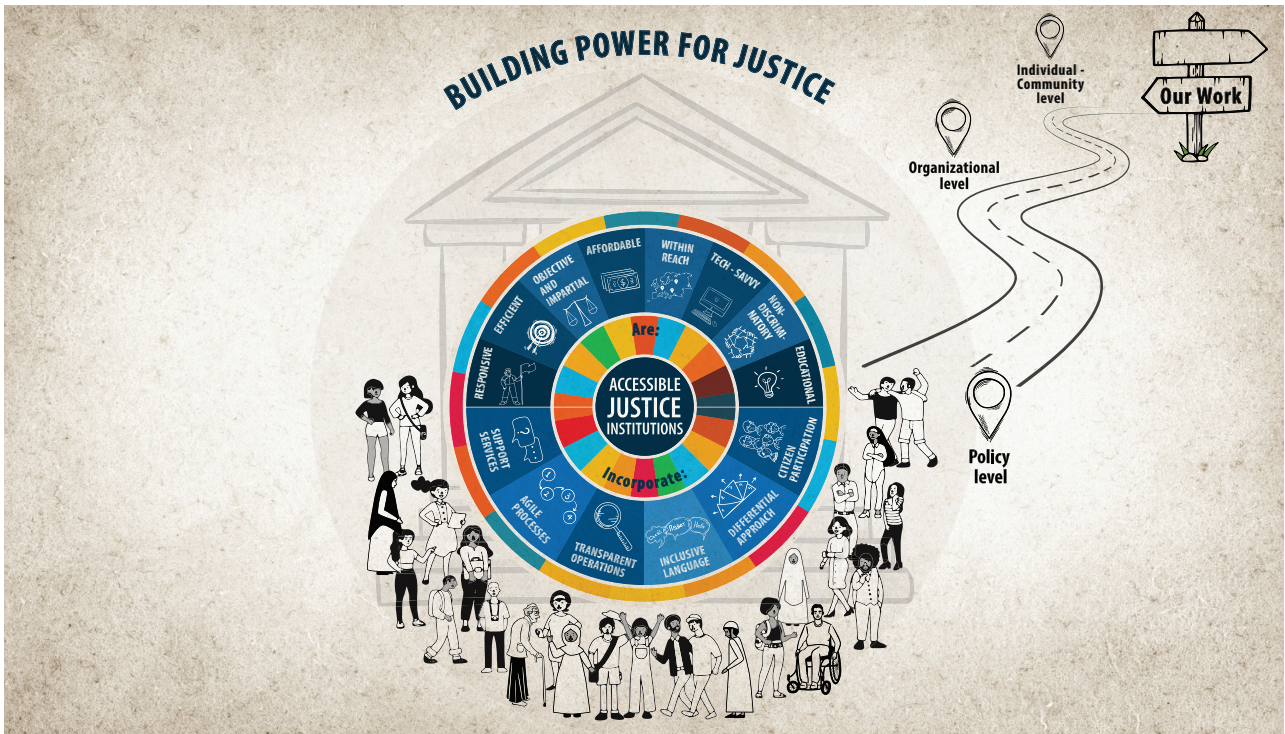 BUILDING POWER FOR JUSTICE
Individual -
Community
level
Our Work
Organizational
level
Policy
level
ACCESSIBLE
JUSTICE
INSTITUTIONS
Are:
RESPONSIVE
EFFICIENT
OBJECTIVE
AND
IMPARTIAL
AFFORDABLE
WITHIN
REACH
TECH - SAVVY
NON-
DISCRIMI-
NATORY
EDUCATIONAL
Incorporate:
SUPPORT
SERVICES
AGILE
PROCESSES
TRANSPARENT
OPERATIONS
INCLUSIVE
LANGUAGE
DIFFERENTIAL
APPROACH
CITIZEN
PARTICIPATION